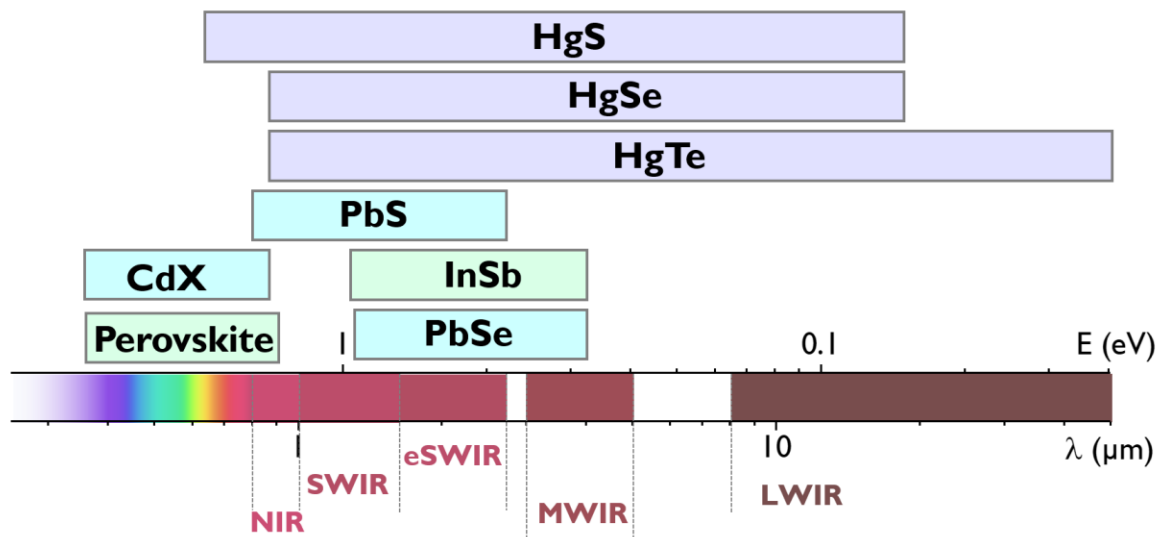 HgS
HgSe
HgTe
PbS
CdX InSb
Perovskite PbSe
1 0.1 E (eV)
1 10 λ (µm)
eSWIR
SWIR
LWIR
MWIR
NIR